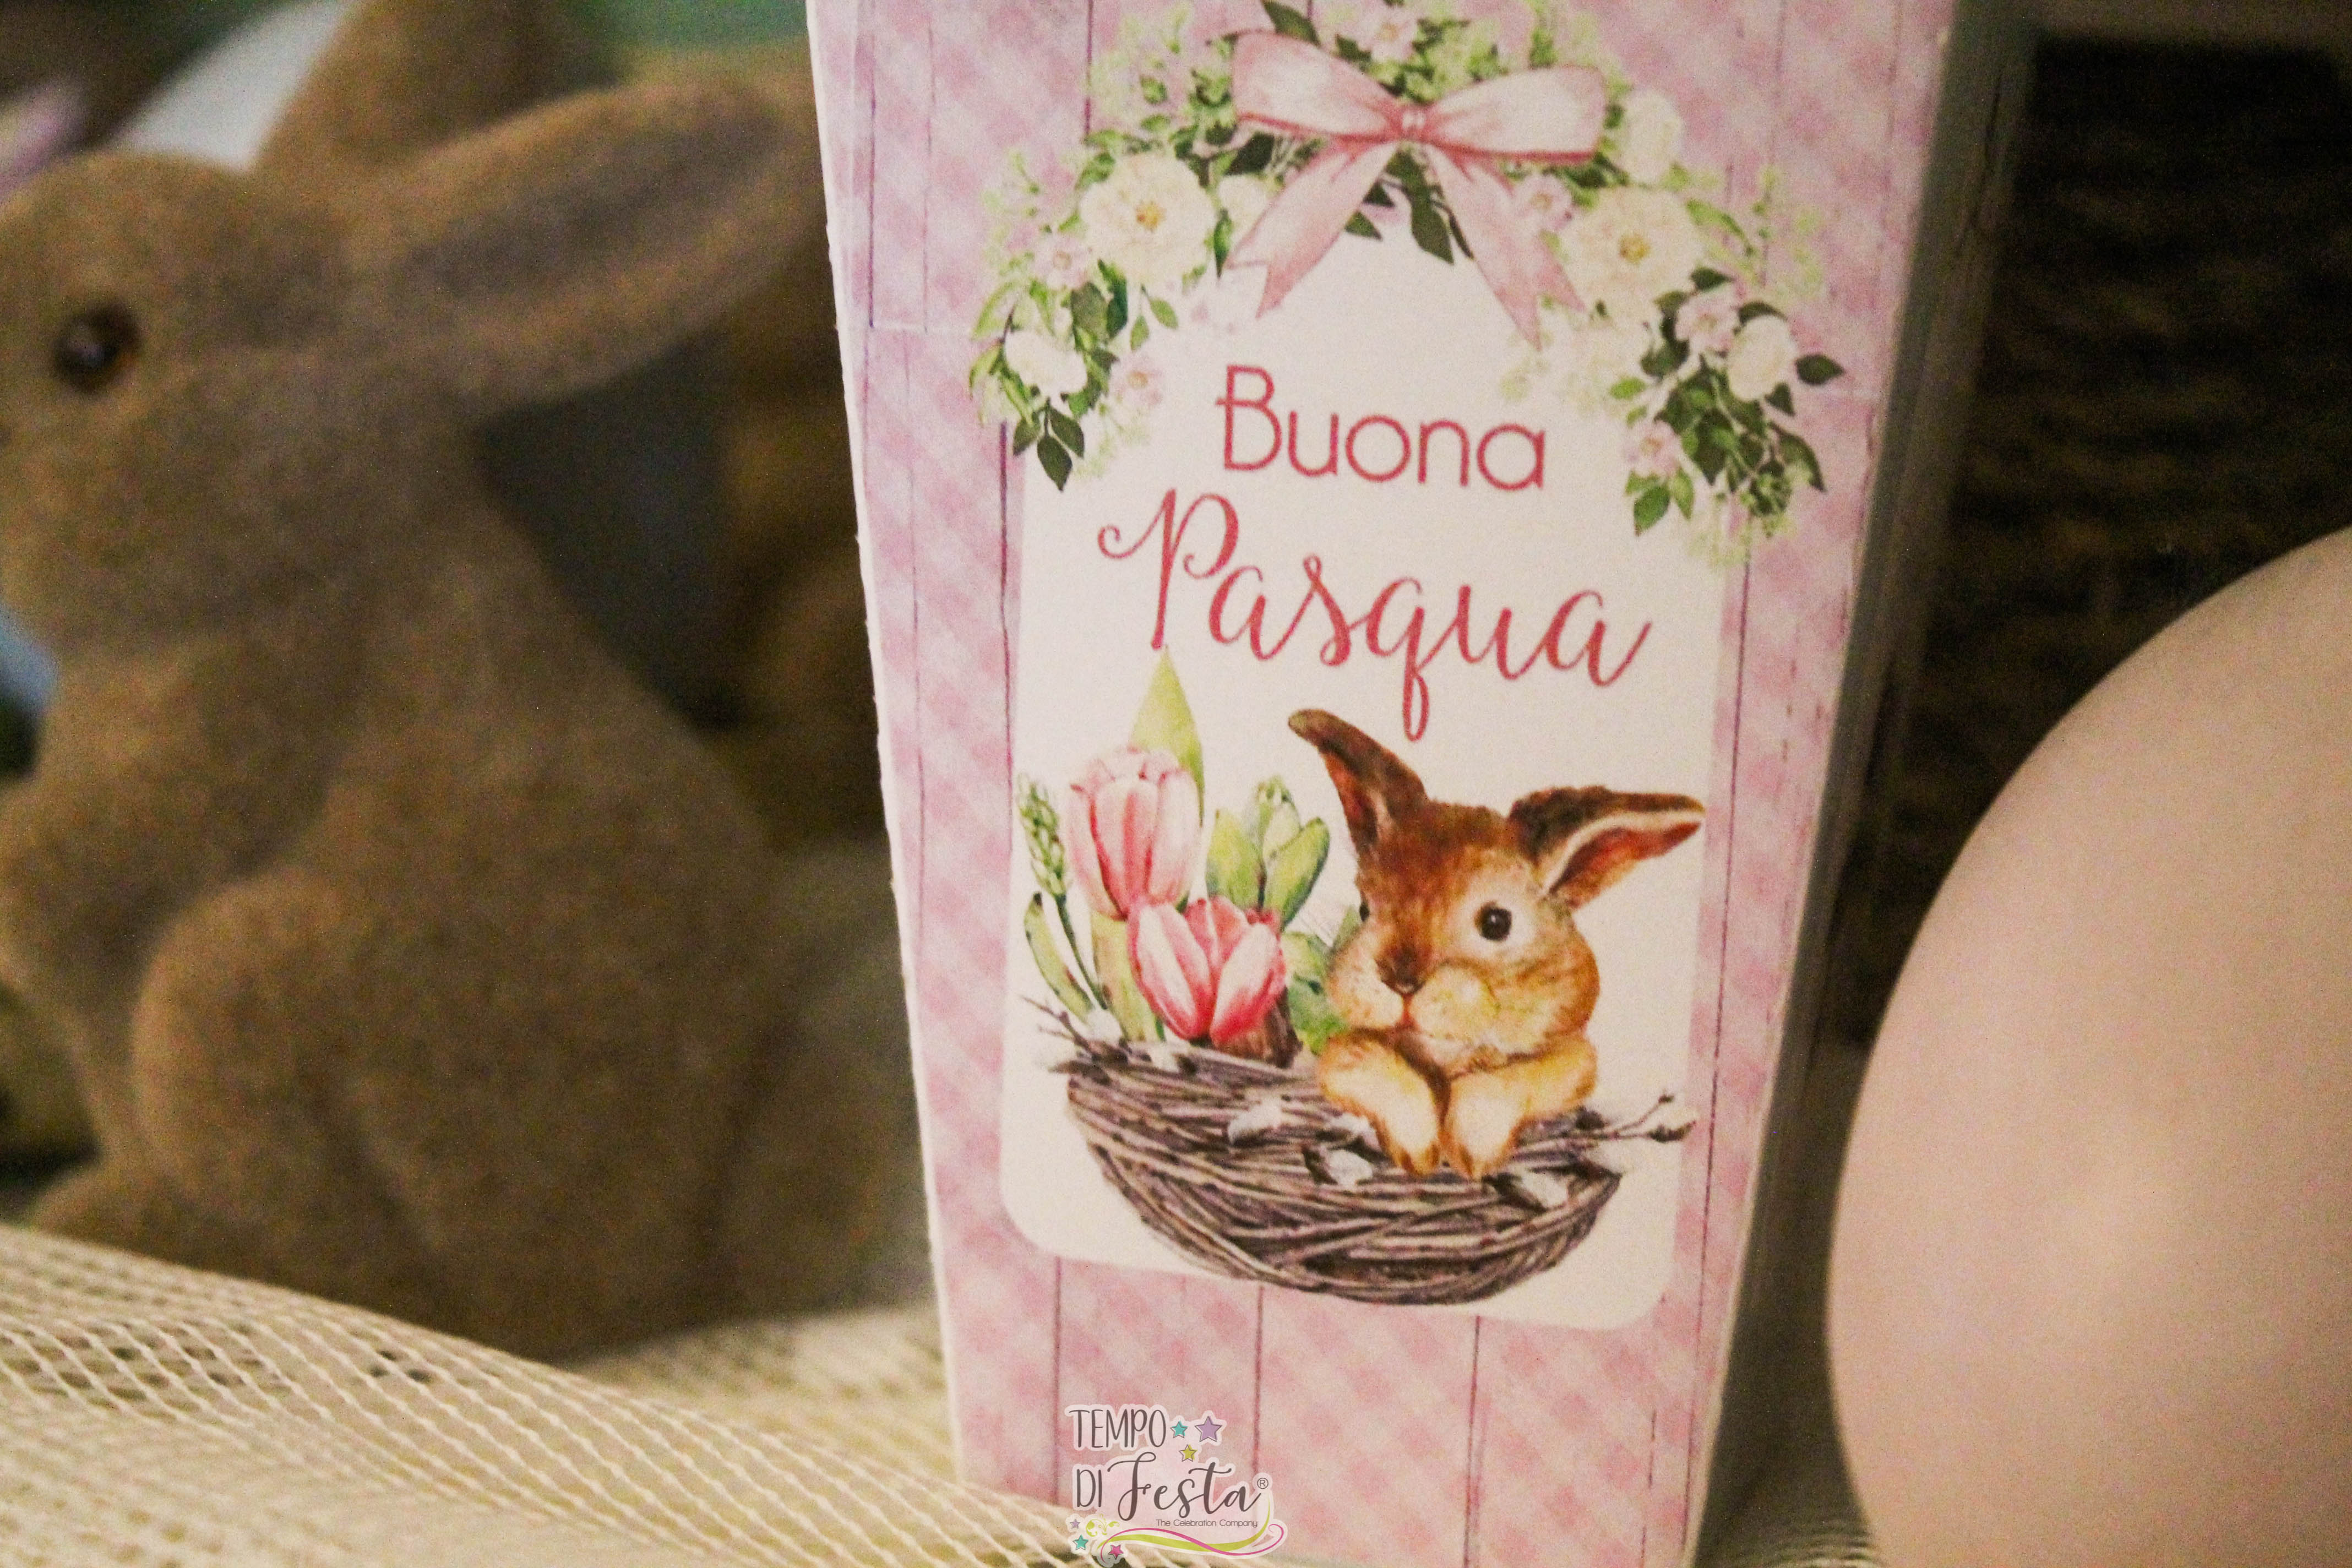 Buona
Pasqua
TEMPO
DI Festa®
The Celebration Company